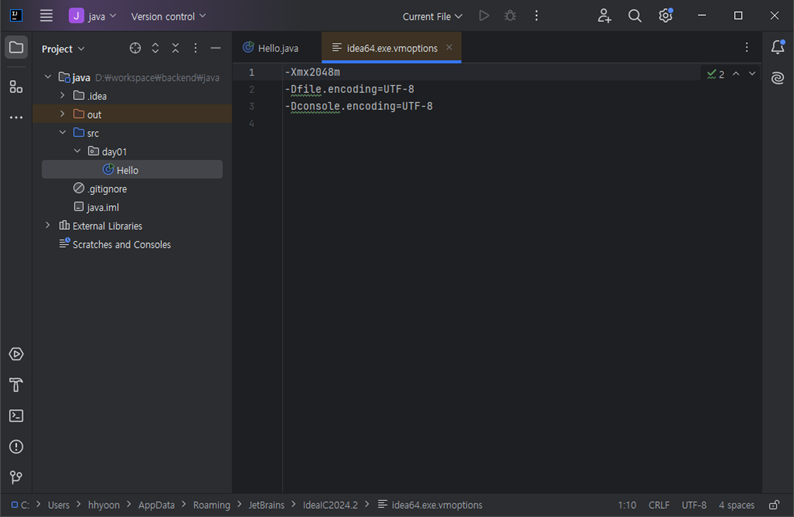 J java Version control Current File
Project
Hello.java
idea64.exe.vmoptions
java D:₩workspace₩backend₩java
.idea
out
src
day01
Hello
.gitignore
java.iml
External Libraries
Scratches and Consoles
1 -Xmx2048m
2 -Dfile.encoding=UTF-8
3 -Dconsole.encoding=UTF-8
4
2
C: > Users > hhyoon > AppData > Roaming > JetBrains > IdeaIC2024.2 > idea64.exe.vmoptions
1:10 CRLF UTF-8 4 spaces